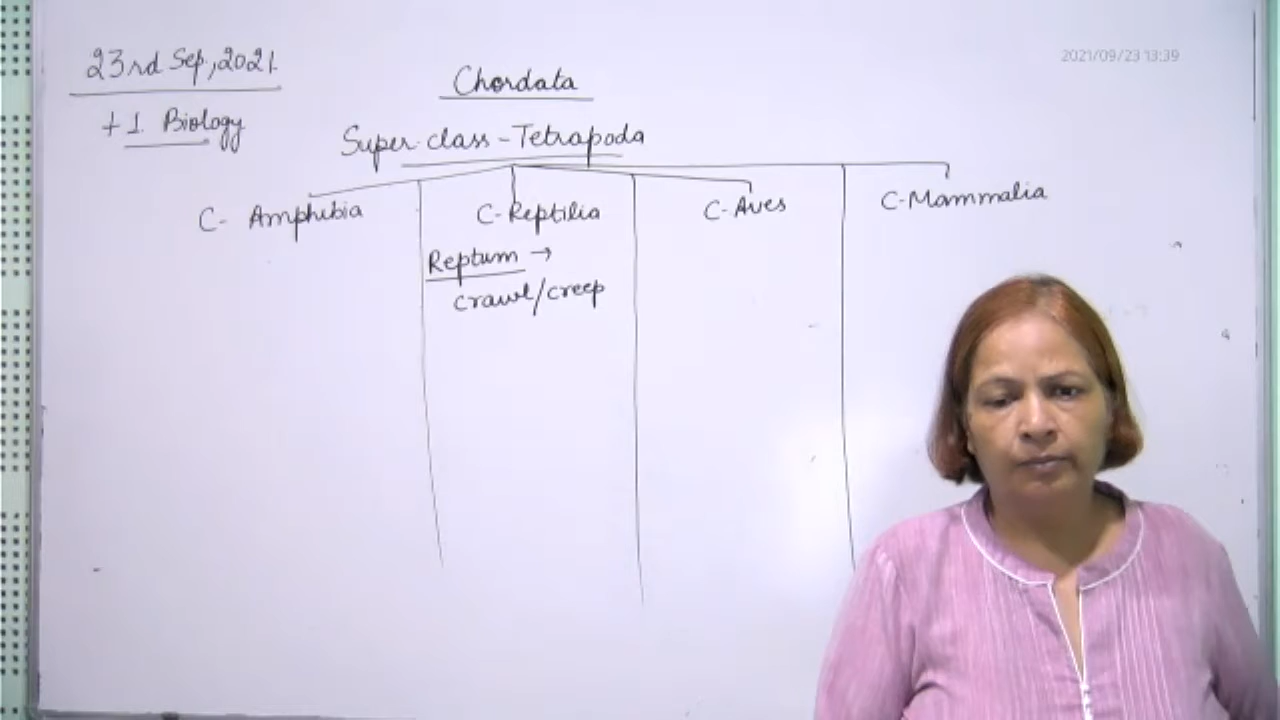 23rd Sep, 2021.
2021/09/23 13:39
Chordata
+1 Biology
Super class - Tetrapoda
C- Amphibia
C-Reptilia
C-Aves
C-Mammalia
Reptum →
crawl/creep